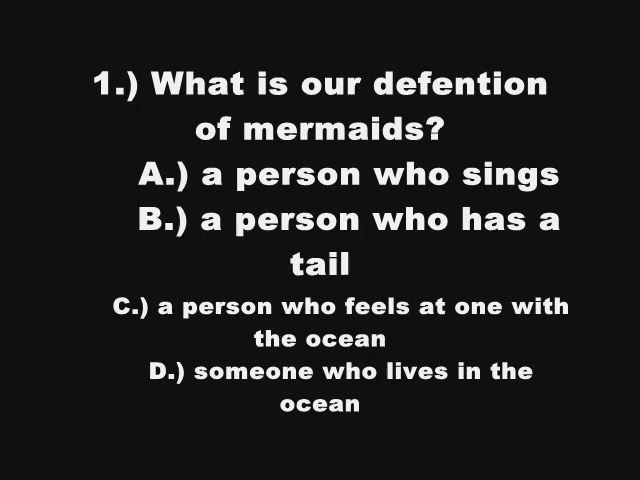 1.) What is our defention
of mermaids?
A.) a person who sings
B.) a person who has a
tail
C.) a person who feels at one with
the ocean
D.) someone who lives in the
ocean